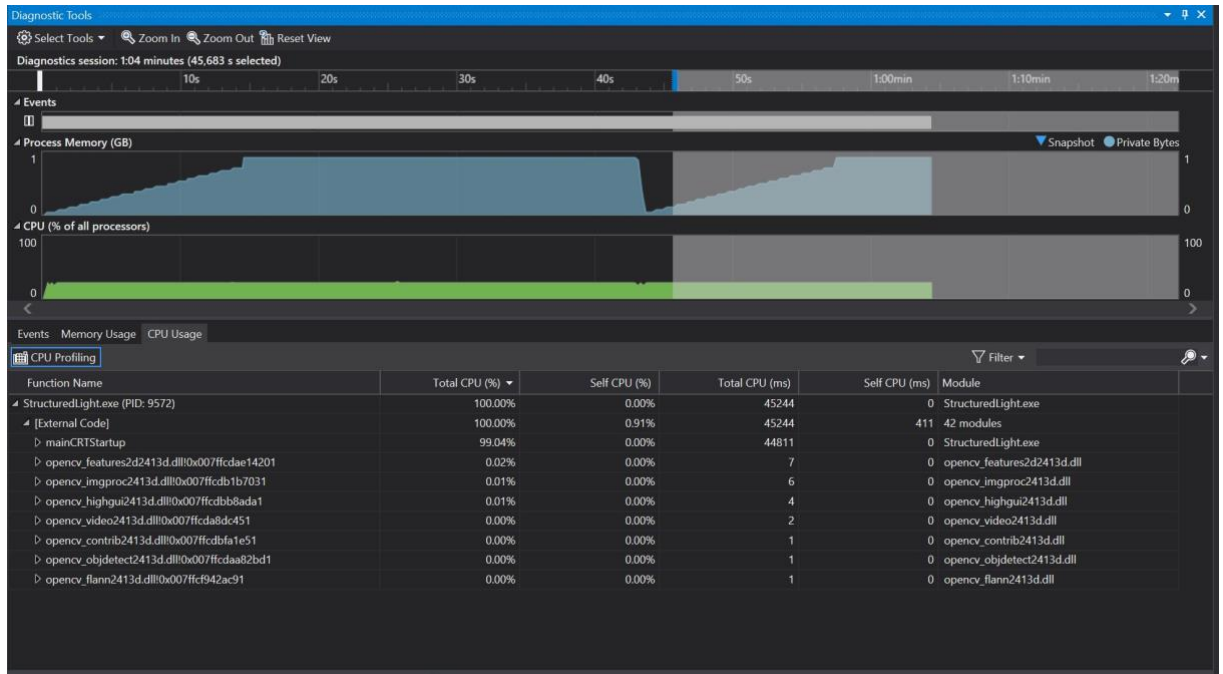 Diagnostic Tools
Select Tools Zoom In Zoom Out Reset View
Diagnostics session: 1:04 minutes (45,683 s selected)
10s 20s 30s 40s 50s 1:00min 1:10min 1:20m
Events
Process Memory (GB) Snapshot Private Bytes
1 1
0 0
CPU (% of all processors)
100 100
0 0
Events Memory Usage CPU Usage
CPU Profiling Filter
Function Name Total CPU (%) Self CPU (%) Total CPU (ms) Self CPU (ms) Module
StructuredLight.exe (PID: 9572) 100.00% 0.00% 45244 0 StructuredLight.exe
[External Code] 100.00% 0.91% 45244 411 42 modules
mainCRTStartup 99.04% 0.00% 44811 0 StructuredLight.exe
opencv_features2d2413d.dll!0x007ffcdae14201 0.02% 0.00% 7 0 opencv_features2d2413d.dll
opencv_imgproc2413d.dll!0x007ffcdb1b7031 0.01% 0.00% 6 0 opencv_imgproc2413d.dll
opencv_highgui2413d.dll!0x007ffcdbb8ada1 0.01% 0.00% 4 0 opencv_highgui2413d.dll
opencv_video2413d.dll!0x007ffcda8dc451 0.00% 0.00% 2 0 opencv_video2413d.dll
opencv_contrib2413d.dll!0x007ffcdbfa1e51 0.00% 0.00% 1 0 opencv_contrib2413d.dll
opencv_objdetect2413d.dll!0x007ffcdaa82bd1 0.00% 0.00% 1 0 opencv_objdetect2413d.dll
opencv_flann2413d.dll!0x007ffcf942ac91 0.00% 0.00% 1 0 opencv_flann2413d.dll